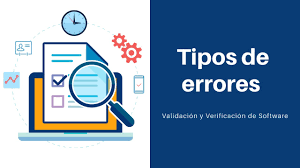 Tipos de
errores
Validación y Verificación de Software